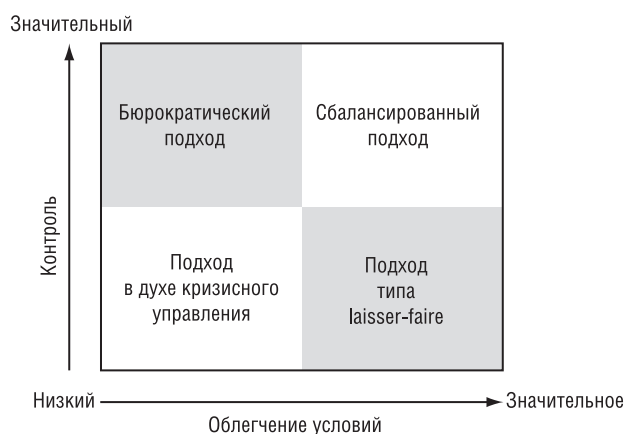 Значительный
Бюрократический
подход
Сбалансированный
подход
Контроль
Подход
в духе кризисного
управления
Подход
типа
laisser-faire
Низкий
Значительное
Облегчение условий